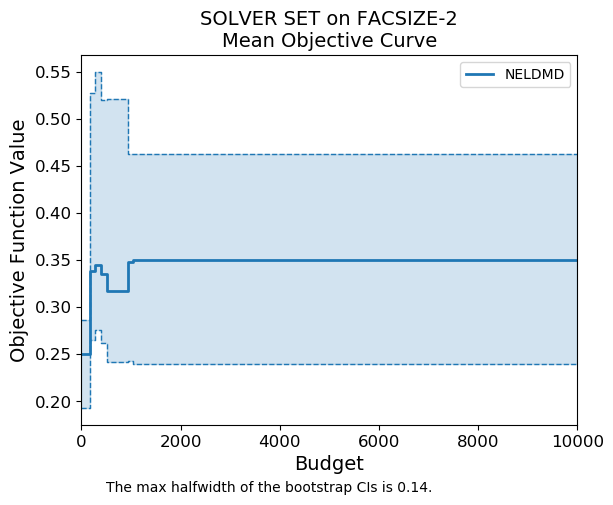 SOLVER SET on FACSIZE-2
Mean Objective Curve
NELDMD
Objective Function Value
0.55
0.50
0.45
0.40
0.35
0.30
0.25
0.20
0
2000
4000
6000
8000
10000
Budget
The max halfwidth of the bootstrap CIs is 0.14.